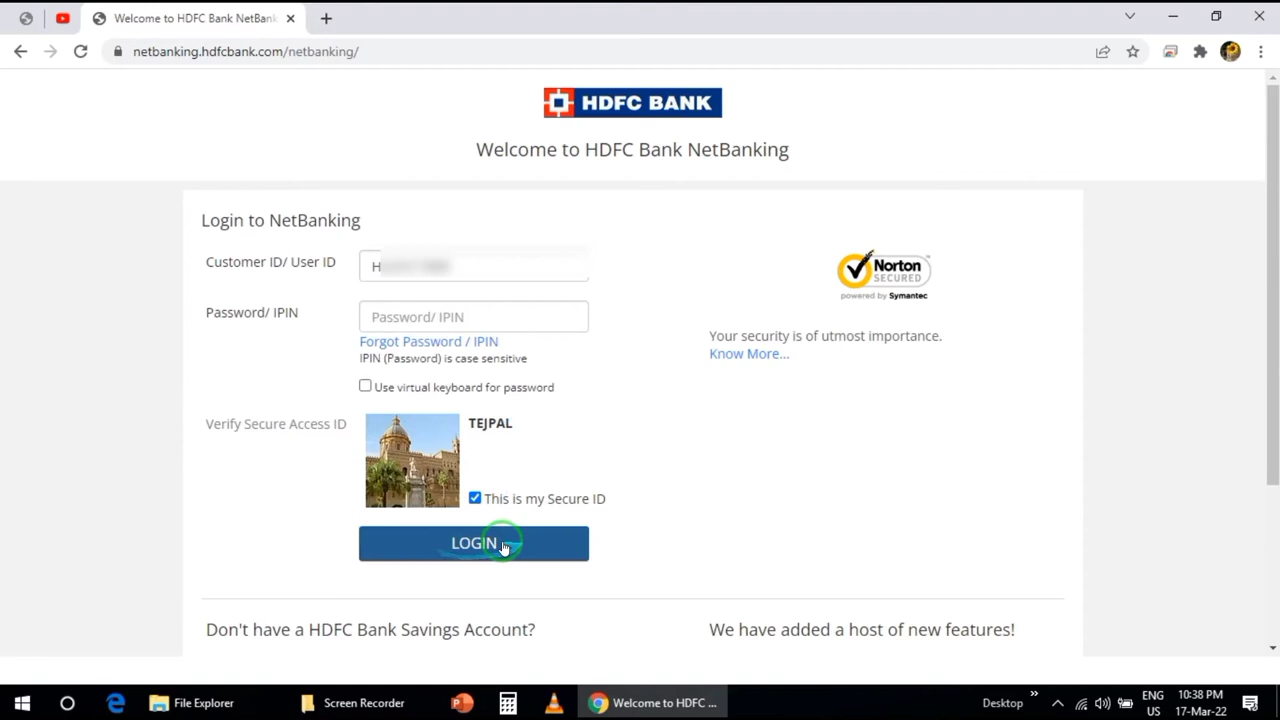 Welcome to HDFC Bank NetBank
netbanking.hdfcbank.com/netbanking/
HDFC BANK
Welcome to HDFC Bank NetBanking
Login to NetBanking
Customer ID/ User ID
H
Password/ IPIN
Password/ IPIN
Forgot Password / IPIN
IPIN (Password) is case sensitive
Use virtual keyboard for password
Verify Secure Access ID
TEJPAL
This is my Secure ID
LOGIN
Norton
SECURED
powered by Symantec
Your security is of utmost importance.
Know More...
Don't have a HDFC Bank Savings Account?
We have added a host of new features!
File Explorer
Screen Recorder
Welcome to HDFC ...
Desktop
ENG
US
10:38 PM
17-Mar-22